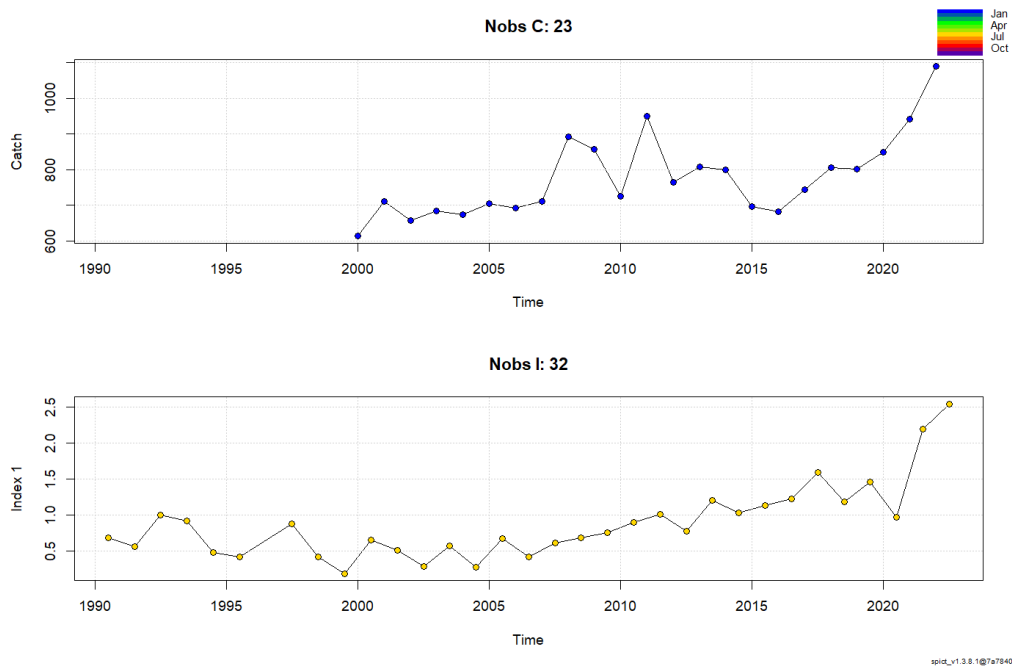 Nobs C: 23
Jan
Apr
Jul
Oct
Catch
600
800
1000
1990 1995 2000 2005 2010 2015 2020
Time
Nobs I: 32
Index 1
0.5
1.0
1.5
2.0
2.5
1990 1995 2000 2005 2010 2015 2020
Time
spict_v1.3.8.1@7a7840